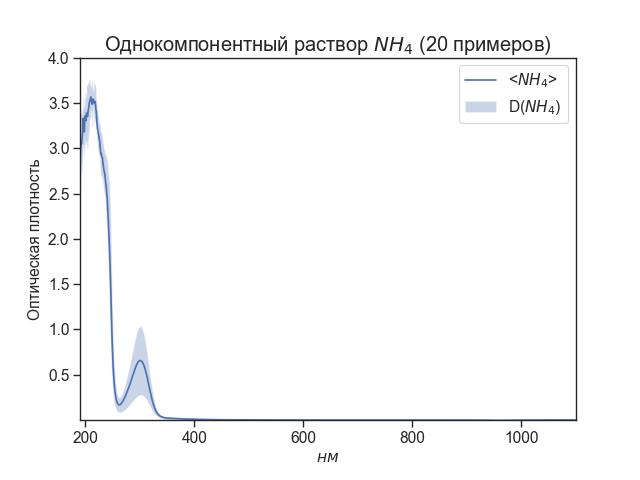 Однокомпонентный раствор NH₄ (20 примеров)
4.0
3.5
3.0
2.5
2.0
1.5
1.0
0.5
Оптическая плотность
<NH₄>
D(NH₄)
200 400 600 800 1000
нм